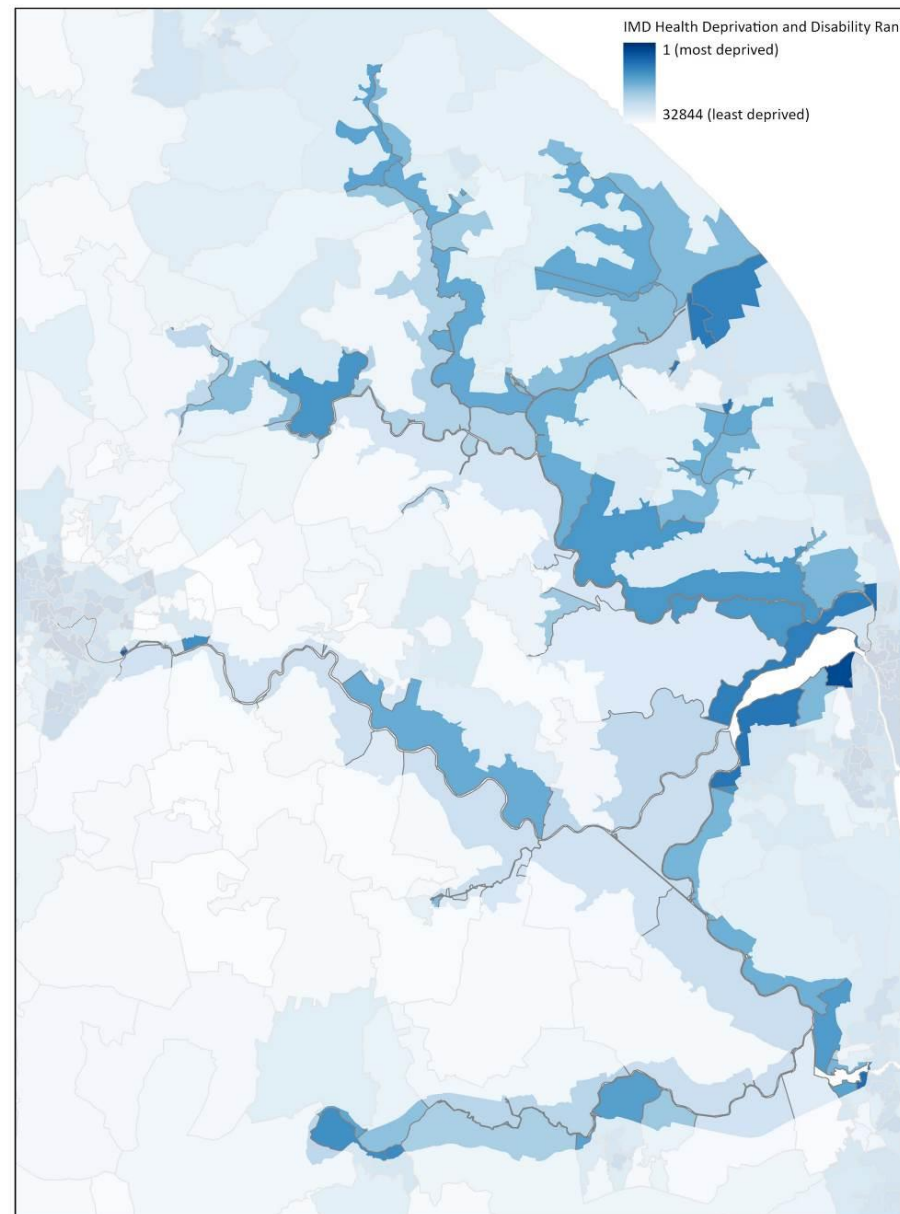 IMD Health Deprivation and Disability Ran
1 (most deprived)
32844 (least deprived)